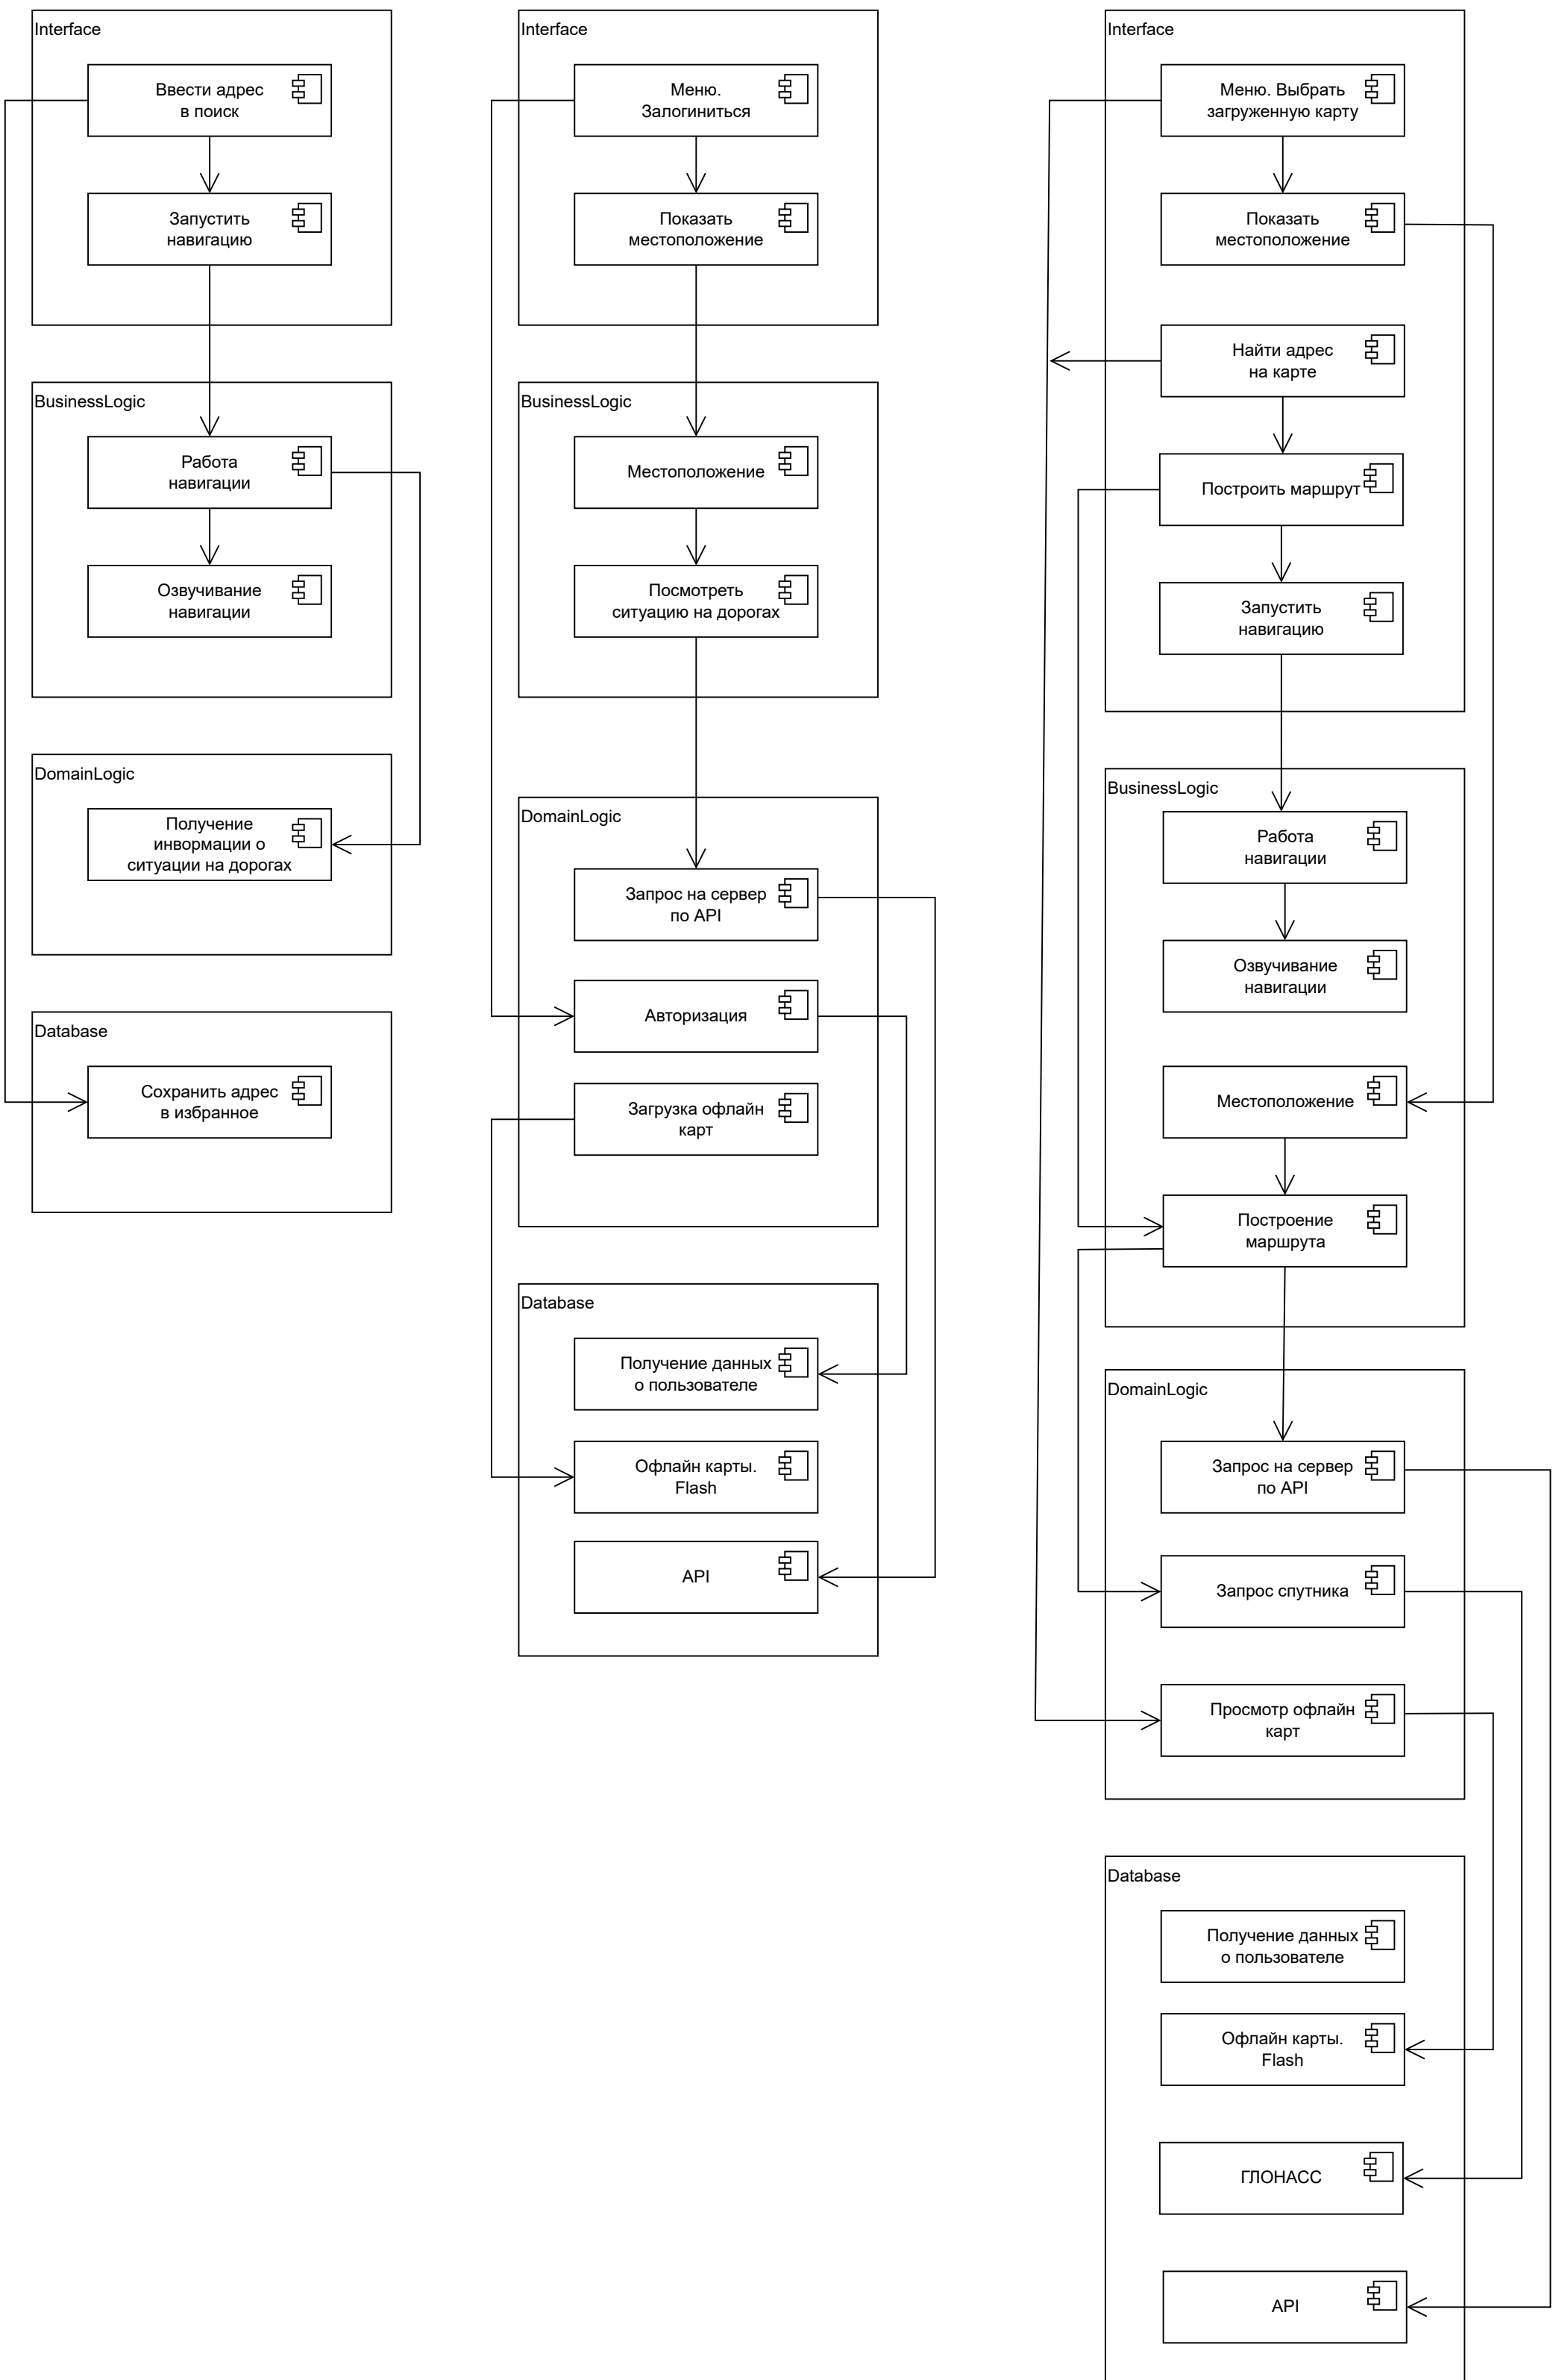 Interface
Ввести адрес
в поиск
Запустить
навигацию
BusinessLogic
Работа
навигации
Озвучивание
навигации
DomainLogic
Получение
инвормации о
ситуации на дорогах
Database
Сохранить адрес
в избранное
Interface
Меню.
Залогиниться
Показать
местоположение
BusinessLogic
Местоположение
Посмотреть
ситуацию на дорогах
DomainLogic
Запрос на сервер
по API
Авторизация
Загрузка офлайн
карт
Database
Получение данных
о пользователе
Офлайн карты.
Flash
API
Interface
Меню. Выбрать
загруженную карту
Показать
местоположение
Найти адрес
на карте
Построить маршрут
Запустить
навигацию
BusinessLogic
Работа
навигации
Озвучивание
навигации
Местоположение
Построение
маршрута
DomainLogic
Запрос на сервер
по API
Запрос спутника
Просмотр офлайн
карт
Database
Получение данных
о пользователе
Офлайн карты.
Flash
ГЛОНАСС
API